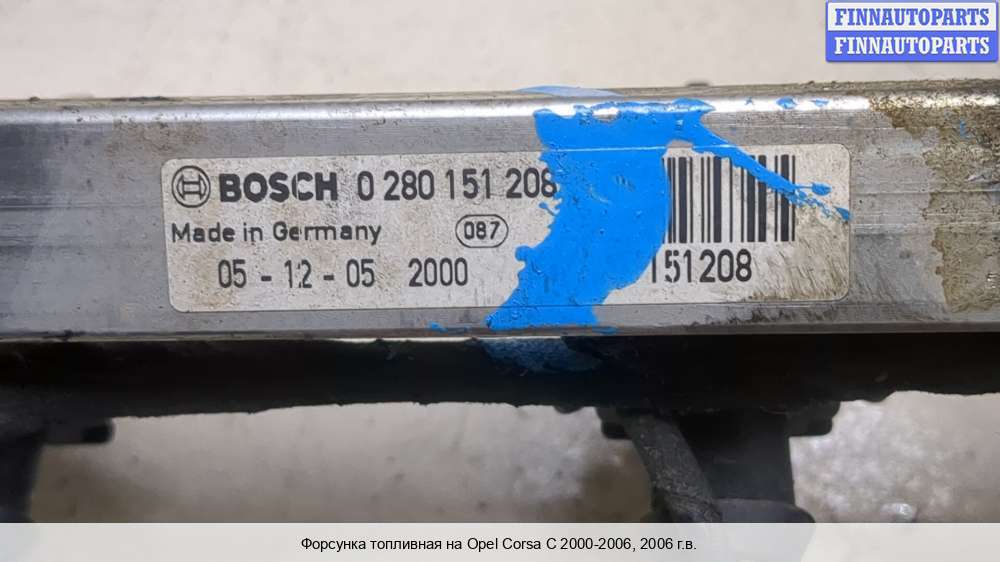 FINNAUTOPARTS
FINNAUTOPARTS
BOSCH 0 280 151 208
Made in Germany 087
05 - 12 - 05 2000
151208
Форсунка топливная на Opel Corsa C 2000-2006, 2006 г.в.